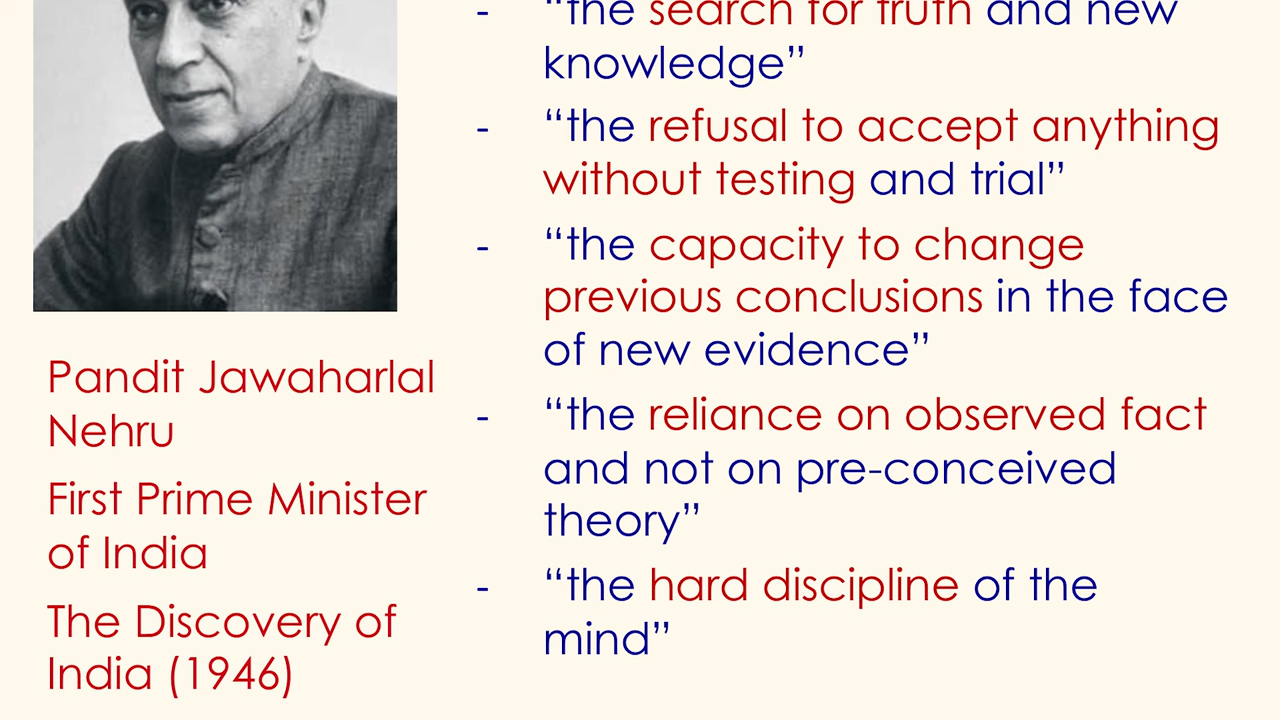 - “the search for truth and new
knowledge”
- “the refusal to accept anything
without testing and trial”
- “the capacity to change
previous conclusions in the face
of new evidence”
- “the reliance on observed fact
and not on pre-conceived
theory”
- “the hard discipline of the
mind”
Pandit Jawaharlal
Nehru
First Prime Minister
of India
The Discovery of
India (1946)